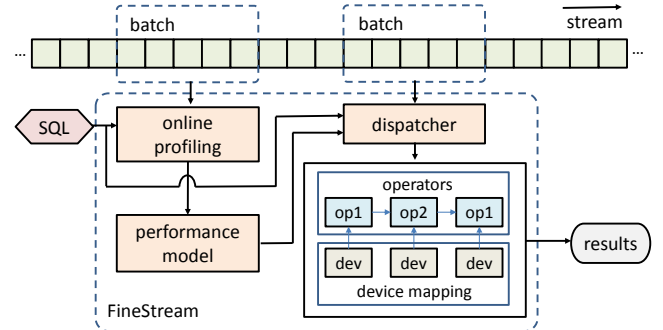 batch
batch
stream
...
...
SQL
online
profiling
dispatcher
operators
op1
op2
op1
performance
model
dev
dev
dev
device mapping
results
FineStream